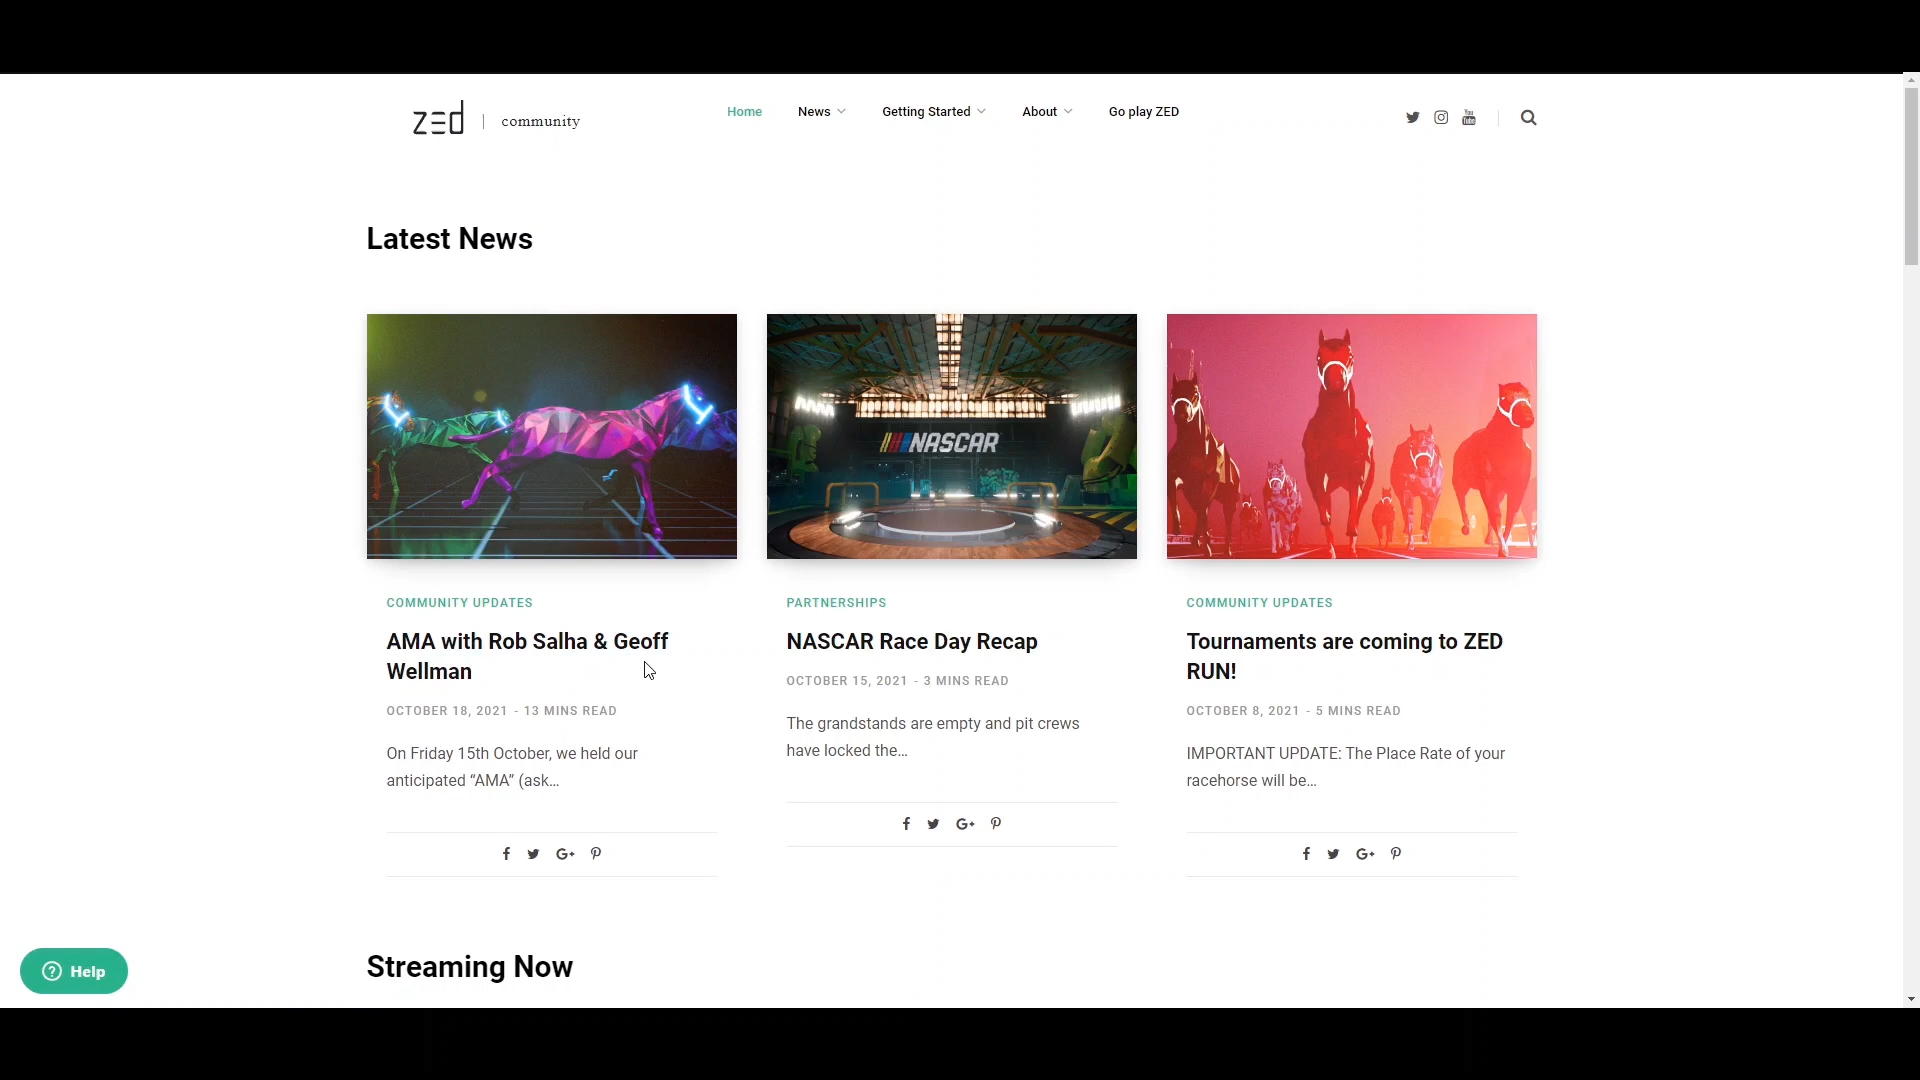 zed | community
Home
News
Getting Started
About
Go play ZED
You Tube
Latest News
NASCAR
COMMUNITY UPDATES
AMA with Rob Salha & Geoff
Wellman
OCTOBER 18, 2021 - 13 MINS READ
On Friday 15th October, we held our
anticipated “AMA” (ask...
G+
PARTNERSHIPS
NASCAR Race Day Recap
OCTOBER 15, 2021 - 3 MINS READ
The grandstands are empty and pit crews
have locked the...
G+
COMMUNITY UPDATES
Tournaments are coming to ZED
RUN!
OCTOBER 8, 2021 - 5 MINS READ
IMPORTANT UPDATE: The Place Rate of your
racehorse will be...
G+
Streaming Now
? Help